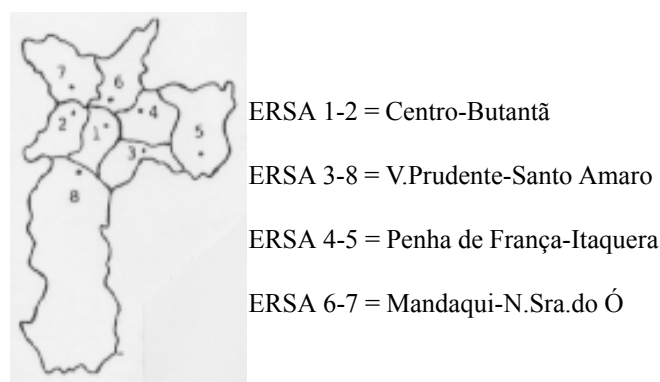 7
6
4
2
1
5
3
8
ERSA 1-2 = Centro-Butantã
ERSA 3-8 = V.Prudente-Santo Amaro
ERSA 4-5 = Penha de França-Itaquera
ERSA 6-7 = Mandaqui-N.Sra.do Ó